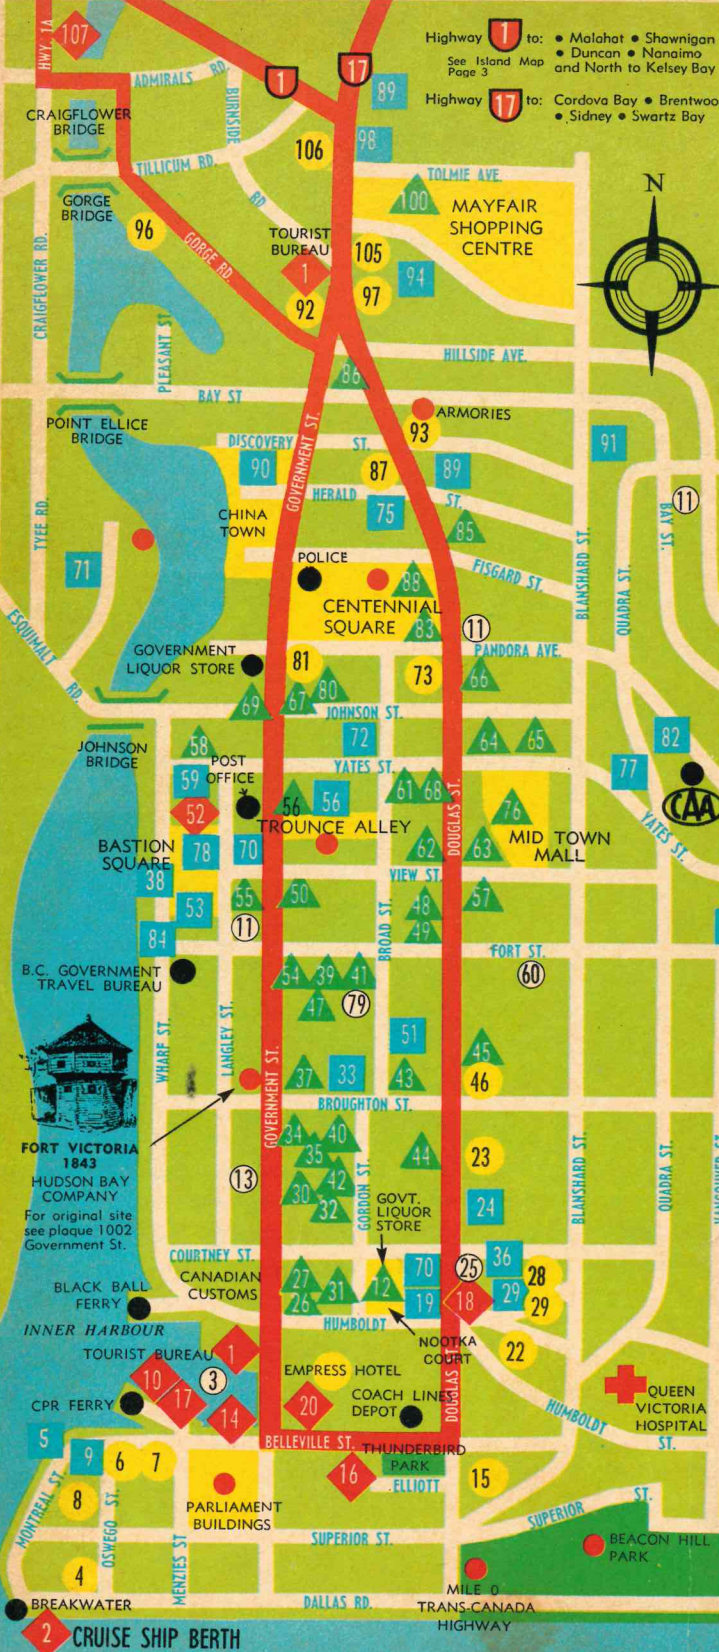 HWY. 1A
107
Highway 1 to: • Malahat • Shawnigan
See Island Map
Page 3
• Duncan • Nanaimo
and North to Kelsey Bay
Highway 17 to: Cordova Bay • Brentwoo
• Sidney • Swartz Bay
1
17
ADMIRALS RD.
89
CRAIGFLOWER
BRIDGE
BURNSIDE
RD.
106
98
TILLICUM RD.
TOLMIE AVE.
100
MAYFAIR
SHOPPING
CENTRE
N
GORGE
BRIDGE
96
GORGE RD.
TOURIST
BUREAU
1
105
94
92
97
CRAIGFLOWER RD.
PLEASANT ST.
HILLSIDE AVE.
86
BAY ST
ARMORIES
POINT ELLICE
BRIDGE
93
DISCOVERY ST.
91
90
GOVERNMENT ST.
87
89
HERALD ST.
75
BAY ST.
11
CHINA
TOWN
85
TYEE RD.
FISGARD ST.
BLANSHARD ST.
QUADRA ST.
71
POLICE
88
CENTENNIAL
SQUARE
83
11
ESQUIMALT
RD.
GOVERNMENT
LIQUOR STORE
81
73
PANDORA AVE.
66
69
67
80
JOHNSON ST.
JOHNSON
BRIDGE
58
72
64
65
82
POST
OFFICE
59
YATES ST.
77
52
56
56
61
68
DOUGLAS ST.
76
CAA
YATES ST.
TROUNCE ALLEY
BASTION
SQUARE
78
70
62
63
MID TOWN
MALL
VIEW ST.
38
55
50
48
57
53
11
49
BROAD ST.
84
FORT ST.
B.C. GOVERNMENT
TRAVEL BUREAU
54
39
41
60
47
79
51
WHARF ST.
LANGLEY ST.
GOVERNMENT ST.
45
37
33
43
46
BROUGHTON ST.
FORT VICTORIA
1843
HUDSON BAY
COMPANY
For original site
see plaque 1002
Government St.
34
40
35
44
23
13
42
30
32
GORDON ST.
GOVT.
LIQUOR
STORE
24
BLANSHARD ST.
QUADRA ST.
COURTNEY ST.
CANADIAN
CUSTOMS
27
26
31
12
70
19
25
18
36
29
28
29
BLACK BALL
FERRY
HUMBOLDT
NOOTKA
COURT
INNER HARBOUR
TOURIST BUREAU
1
22
10
3
17
EMPRESS HOTEL
CPR FERRY
14
20
COACH LINES
DEPOT
DOUGLAS ST.
QUEEN
VICTORIA
HOSPITAL
HUMBOLDT
ST.
5
9
6
7
BELLEVILLE ST.
THUNDERBIRD
PARK
16
ELLIOTT
15
8
MONTREAL ST.
OSWEGO ST.
PARLIAMENT
BUILDINGS
SUPERIOR ST.
MENZIES ST
SUPERIOR ST.
BEACON HILL
PARK
4
BREAKWATER
DALLAS RD.
MILE 0
TRANS-CANADA
HIGHWAY
2
CRUISE SHIP BERTH